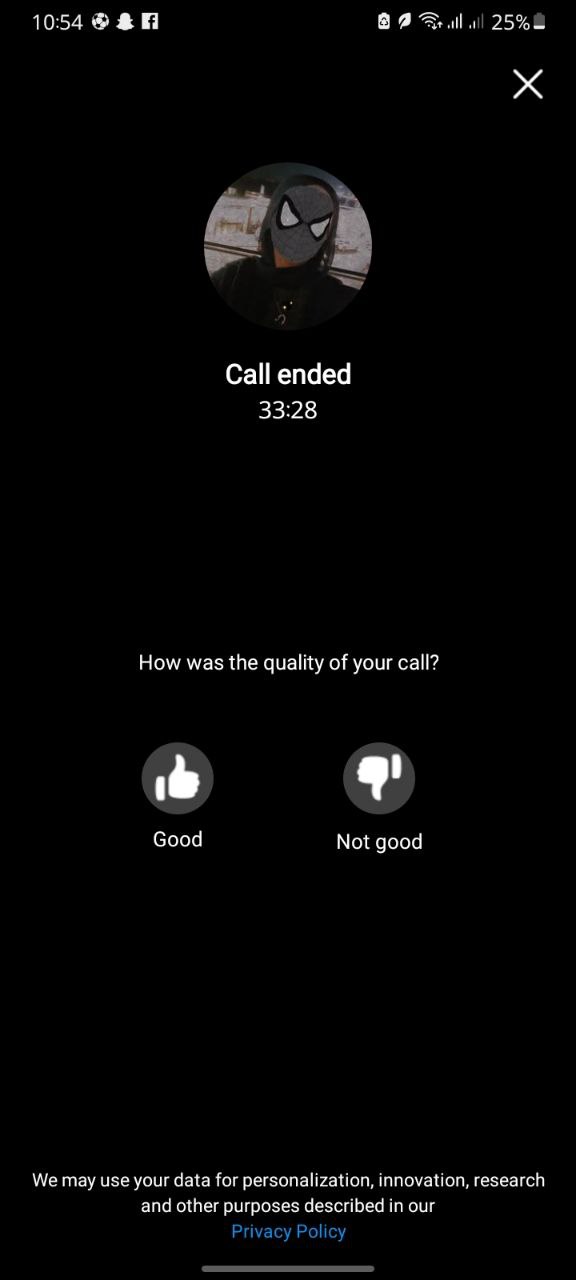 10:54 25%
Call ended
33:28
How was the quality of your call?
Good Not good
We may use your data for personalization, innovation, research
and other purposes described in our
Privacy Policy